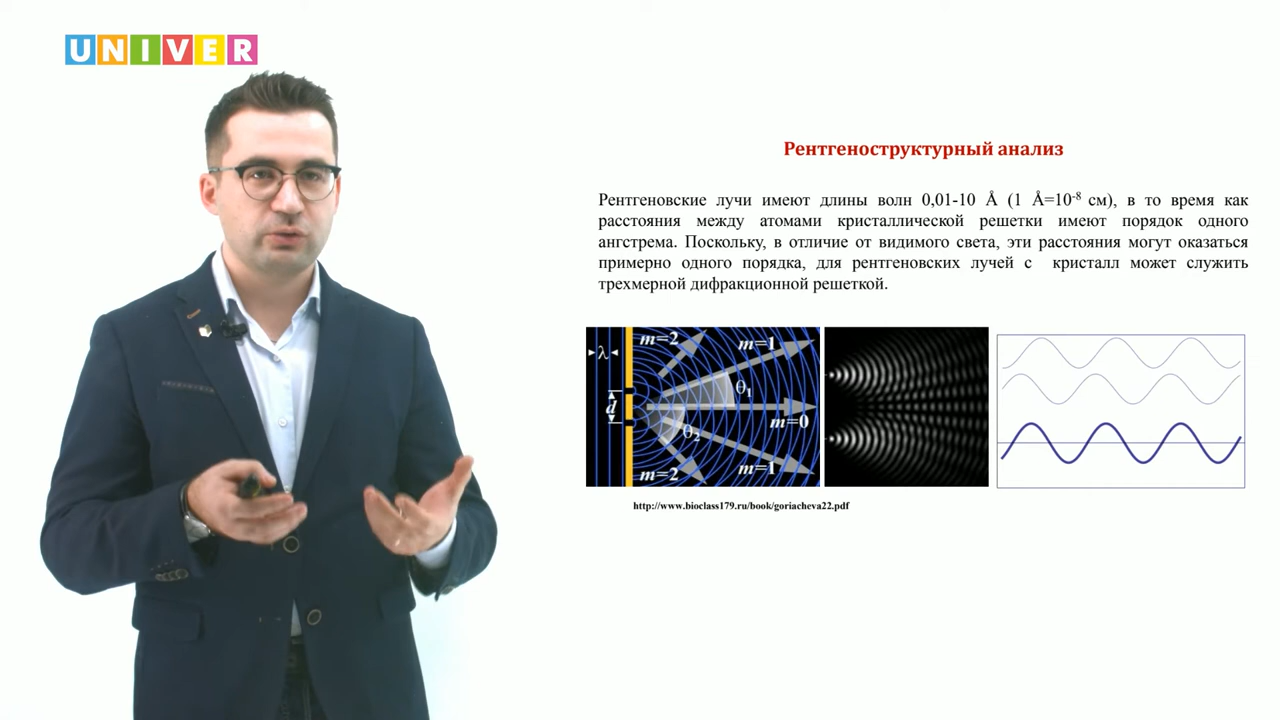 UNIVER
Рентгеноструктурный анализ
Рентгеновские лучи имеют длины волн 0,01-10 Å (1 Å=10⁻⁸ см), в то время как
расстояния между атомами кристаллической решетки имеют порядок одного
ангстрема. Поскольку, в отличие от видимого света, эти расстояния могут оказаться
примерно одного порядка, для рентгеновских лучей с кристалл может служить
трехмерной дифракционной решеткой.
m=2
m=1
λ
θ₁
d
m=0
θ₂
m=2
m=1
http://www.bioclass179.ru/book/goriacheva22.pdf